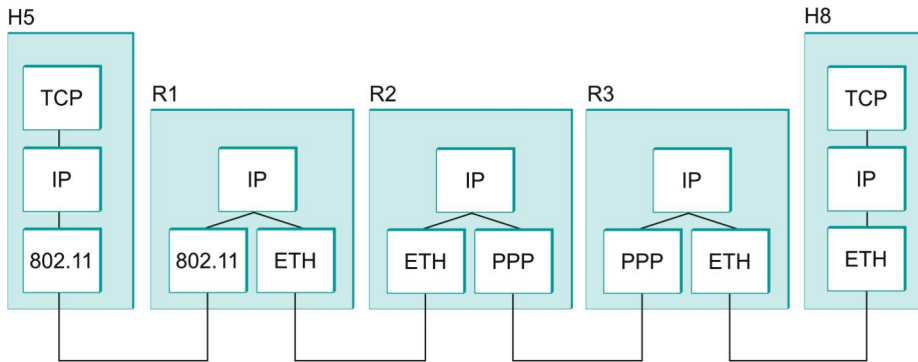 H5
H8
TCP
R1
R2
R3
TCP
IP
IP
IP
IP
IP
802.11
802.11
ETH
ETH
PPP
PPP
ETH
ETH